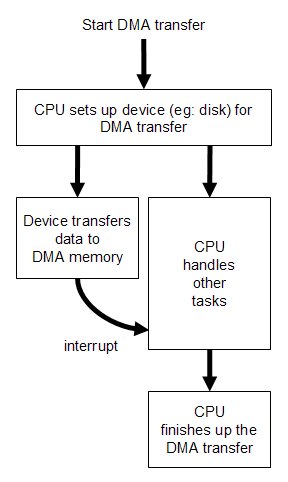 Start DMA transfer
CPU sets up device (eg: disk) for
DMA transfer
Device transfers
data to
DMA memory
CPU
handles
other
tasks
interrupt
CPU
finishes up the
DMA transfer